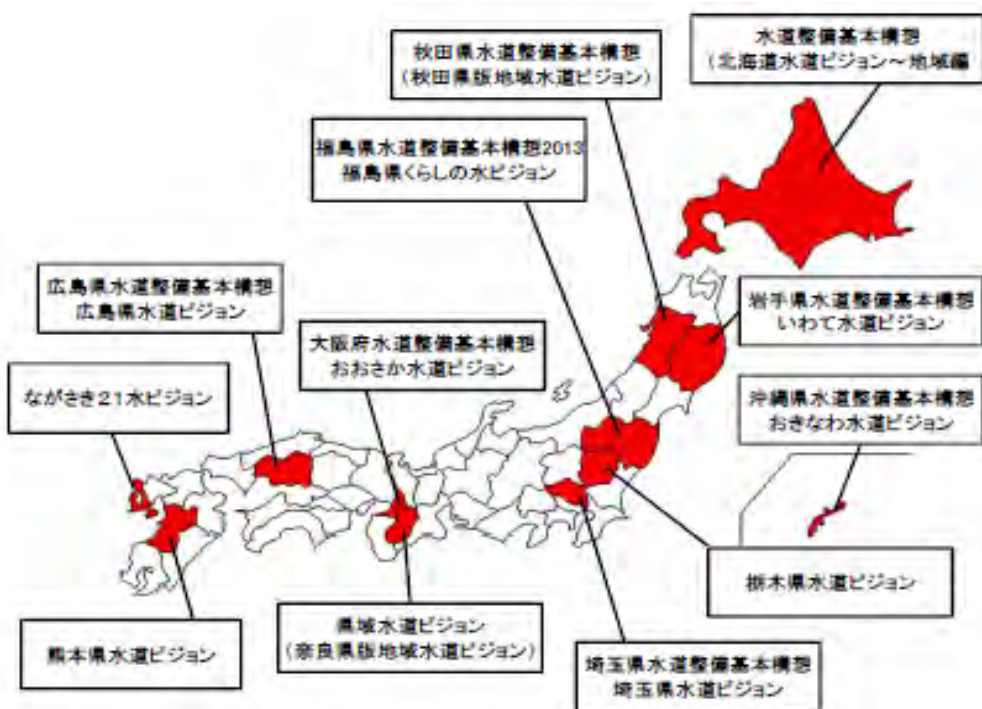 秋田県水道整備基本構想
(秋田県版地域水道ビジョン)
水道整備基本構想
(北海道水道ビジョン～地域編
福島県水道整備基本構想2013
福島県くらしの水ビジョン
広島県水道整備基本構想
広島県水道ビジョン
大阪府水道整備基本構想
おおさか水道ビジョン
岩手県水道整備基本構想
いわて水道ビジョン
ながさき21水ビジョン
沖縄県水道整備基本構想
おきなわ水道ビジョン
栃木県水道ビジョン
熊本県水道ビジョン
県域水道ビジョン
(奈良県版地域水道ビジョン)
埼玉県水道整備基本構想
埼玉県水道ビジョン